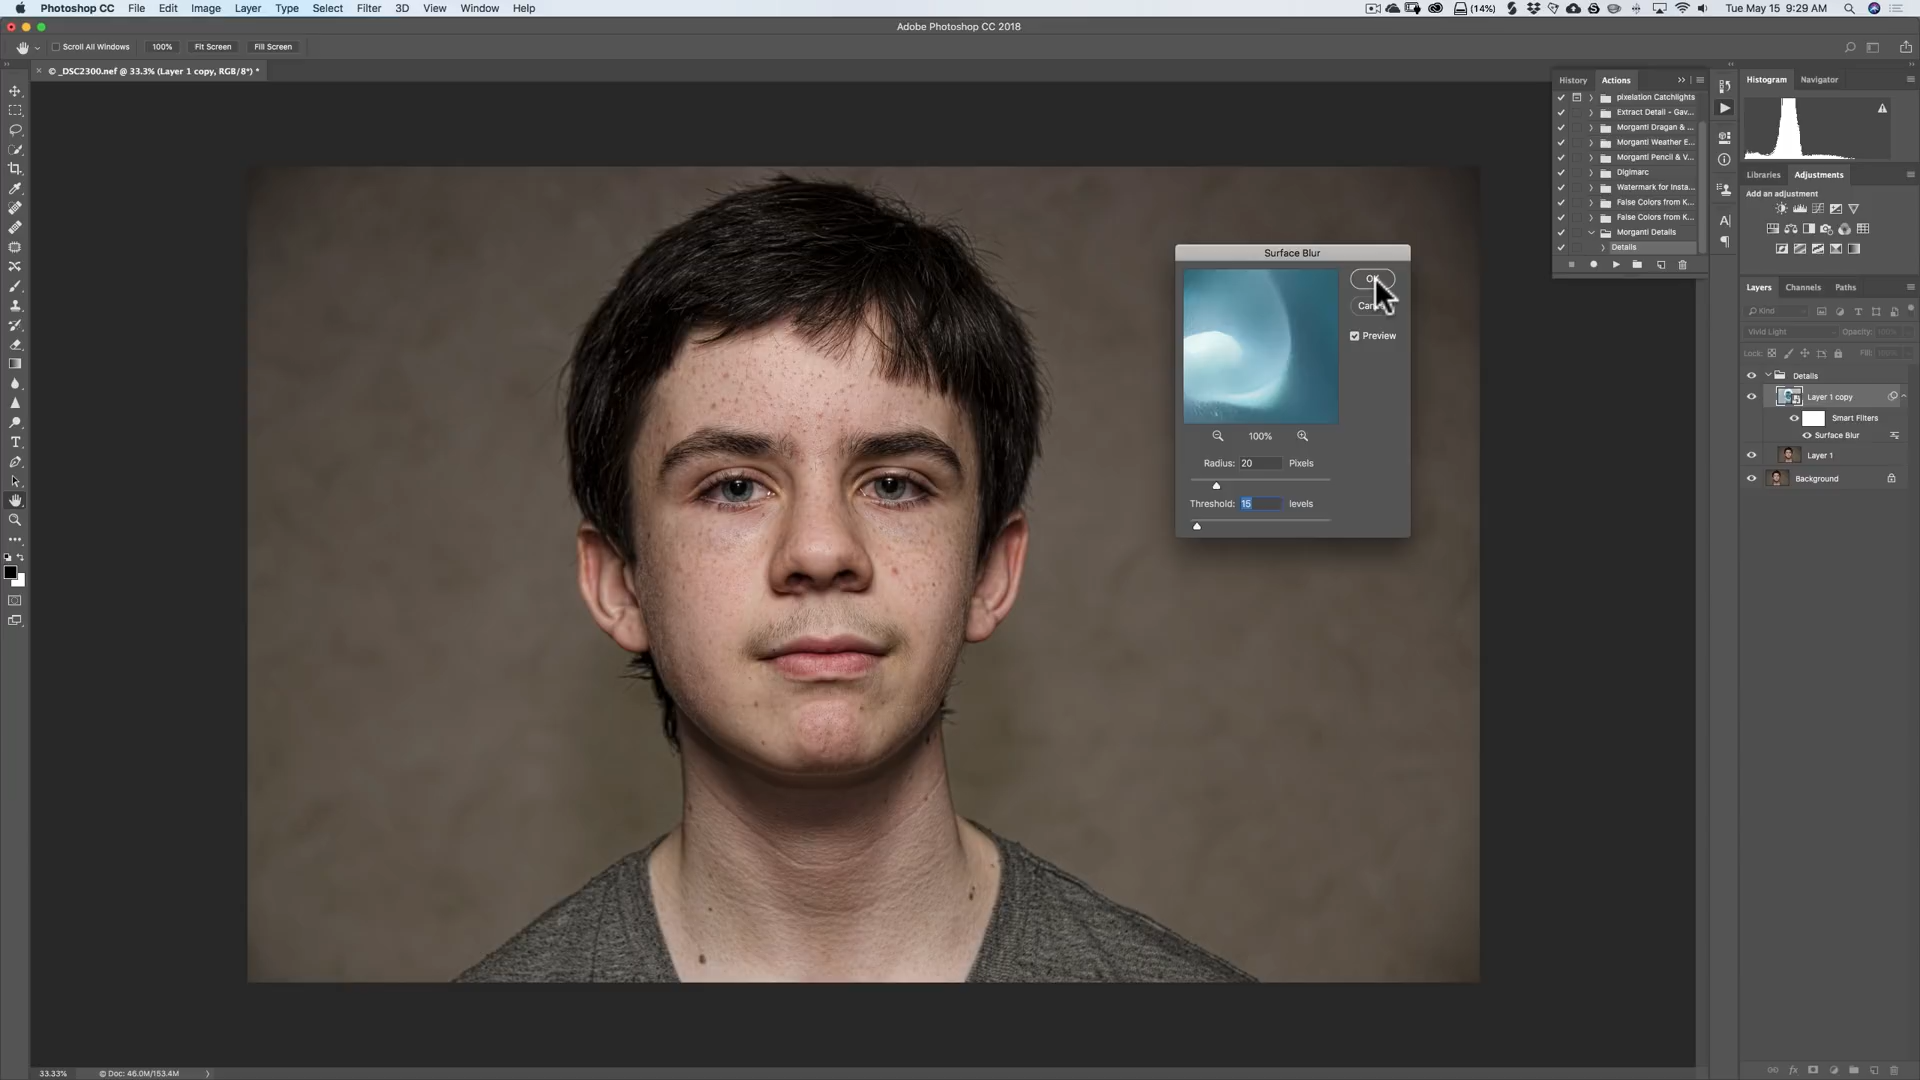 Photoshop CC File Edit Image Layer Type Select Filter 3D View Window Help (14%) Tue May 15 9:29 AM
Adobe Photoshop CC 2018
Scroll All Windows 100% Fit Screen Fill Screen
© _DSC2300.nef @ 33.3% (Layer 1 copy, RGB/8*) *
History Actions
pixelation Catchlights
Extract Detail - Gav...
Morganti Dragan & ...
Morganti Weather E...
Morganti Pencil & V...
Digimarc
Watermark for Insta...
False Colors from K...
False Colors from K...
Morganti Details
Details
Histogram Navigator
Libraries Adjustments
Add an adjustment
Layers Channels Paths
Kind
Vivid Light Opacity: 100%
Lock: Fill: 100%
Details
Layer 1 copy
Smart Filters
Surface Blur
Layer 1
Background
Surface Blur
Preview
100%
Radius: 20 Pixels
Threshold: 15 levels
33.33% © Doc: 46.0M/153.4M